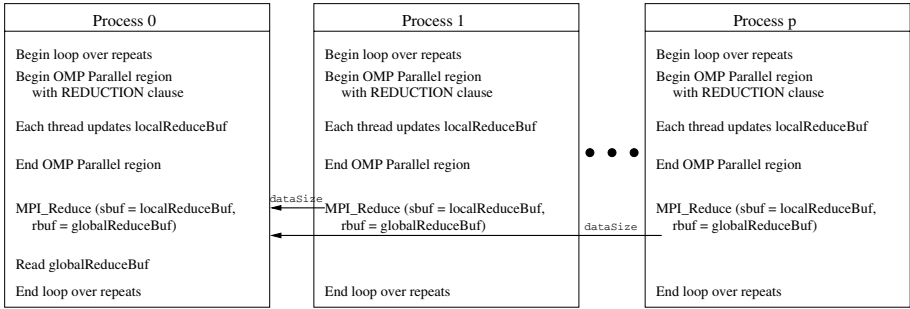 Process 0
Begin loop over repeats
Begin OMP Parallel region
with REDUCTION clause
Each thread updates localReduceBuf
End OMP Parallel region
MPI_Reduce (sbuf = localReduceBuf,
rbuf = globalReduceBuf)
Read globalReduceBuf
End loop over repeats
dataSize
Process 1
Begin loop over repeats
Begin OMP Parallel region
with REDUCTION clause
Each thread updates localReduceBuf
End OMP Parallel region
MPI_Reduce (sbuf = localReduceBuf,
rbuf = globalReduceBuf)
End loop over repeats
dataSize
Process p
Begin loop over repeats
Begin OMP Parallel region
with REDUCTION clause
Each thread updates localReduceBuf
End OMP Parallel region
MPI_Reduce (sbuf = localReduceBuf,
rbuf = globalReduceBuf)
End loop over repeats